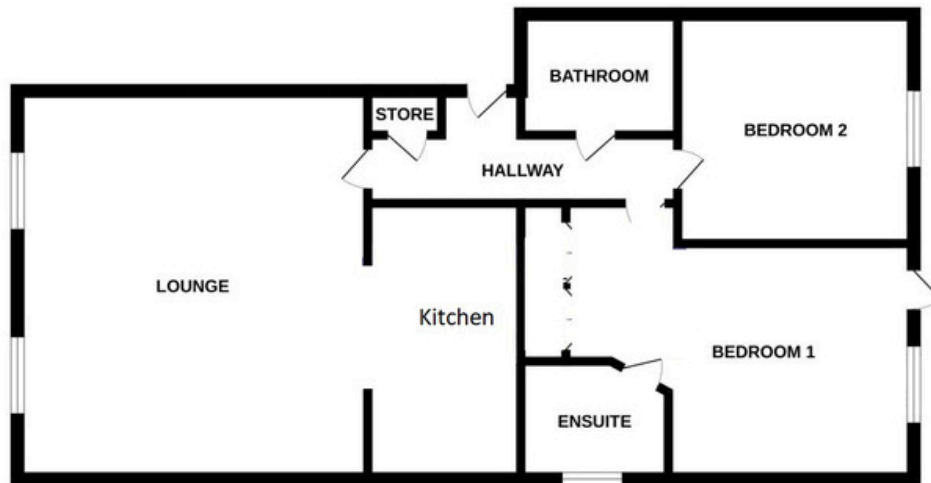 BATHROOM
STORE
BEDROOM 2
HALLWAY
LOUNGE
Kitchen
BEDROOM 1
ENSUITE